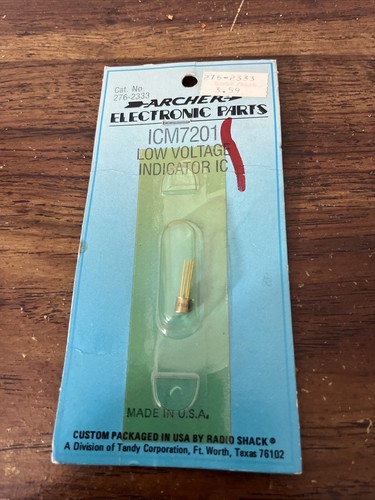 Cat. No.
276-2333
276-2333
3.59
ARCHER
ELECTRONIC PARTS
ICM7201
LOW VOLTAGE
INDICATOR IC
MADE IN U.S.A.
CUSTOM PACKAGED IN USA BY RADIO SHACK®
A Division of Tandy Corporation, Ft. Worth, Texas 76102